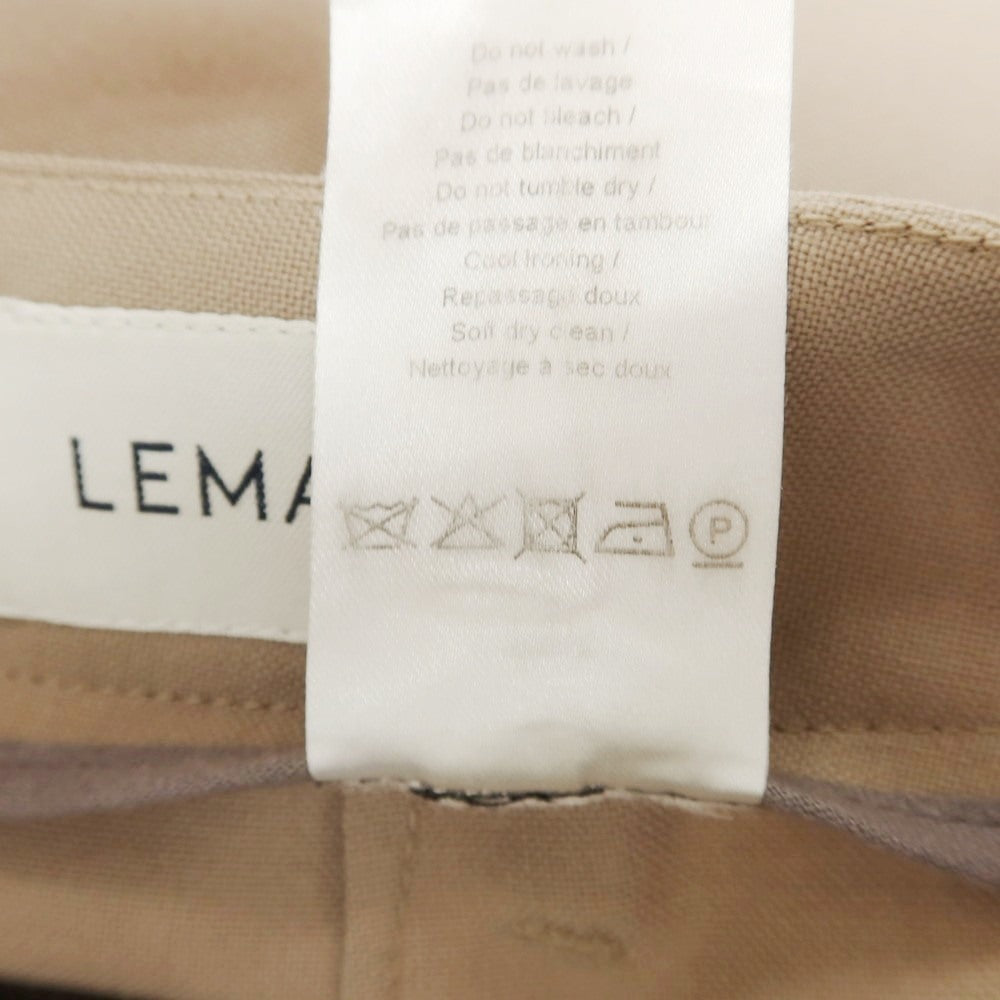 Do not wash /
Pas de lavage
Do not bleach /
Pas de blanchiment
Do not tumble dry /
Pas de passage en tambour
Cool ironing /
Repassage doux
Soft dry clean /
Nettoyage à sec doux
LEMA
P